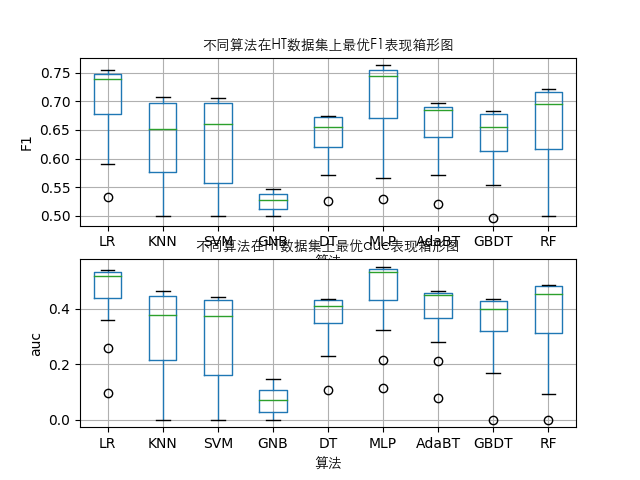 不同算法在HT数据集上最优F1表现箱形图
0.75
0.70
0.65
0.60
0.55
0.50
F1
LR KNN SVM GNB DT MLP AdaBT GBDT RF
算法
不同算法在HT数据集上最优auc表现箱形图
0.4
0.2
0.0
auc
LR KNN SVM GNB DT MLP AdaBT GBDT RF
算法